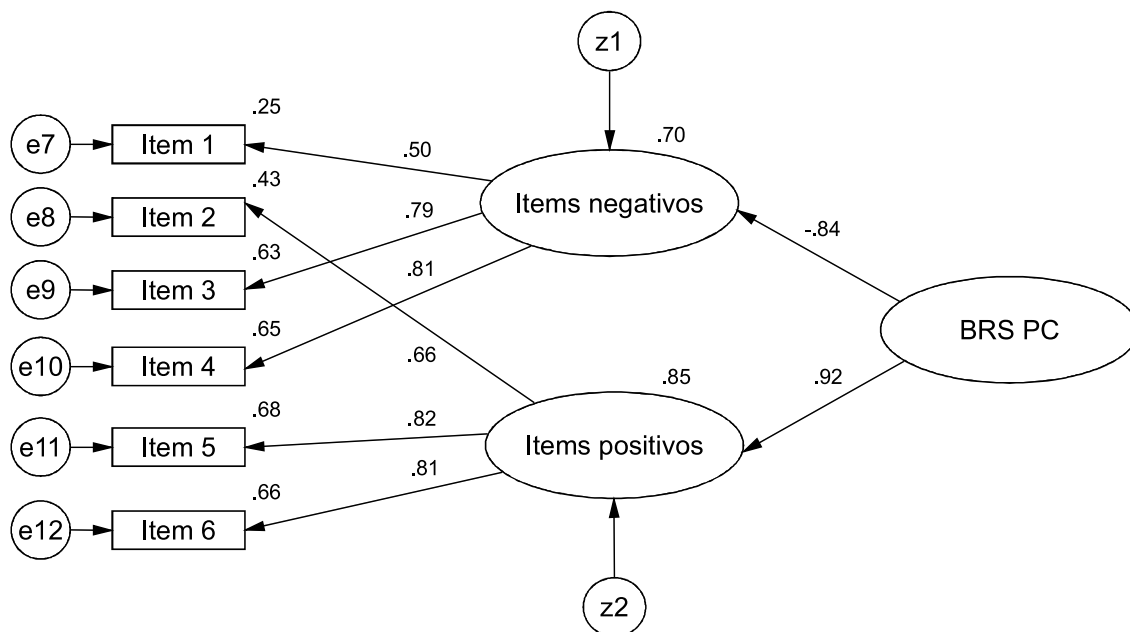 z1
.25
e7
Item 1
.50
.70
.43
e8
Item 2
Items negativos
.79
-.84
.63
e9
Item 3
.81
BRS PC
.65
e10
Item 4
.66
.85
.92
.68
e11
Item 5
.82
Items positivos
.81
.66
e12
Item 6
z2